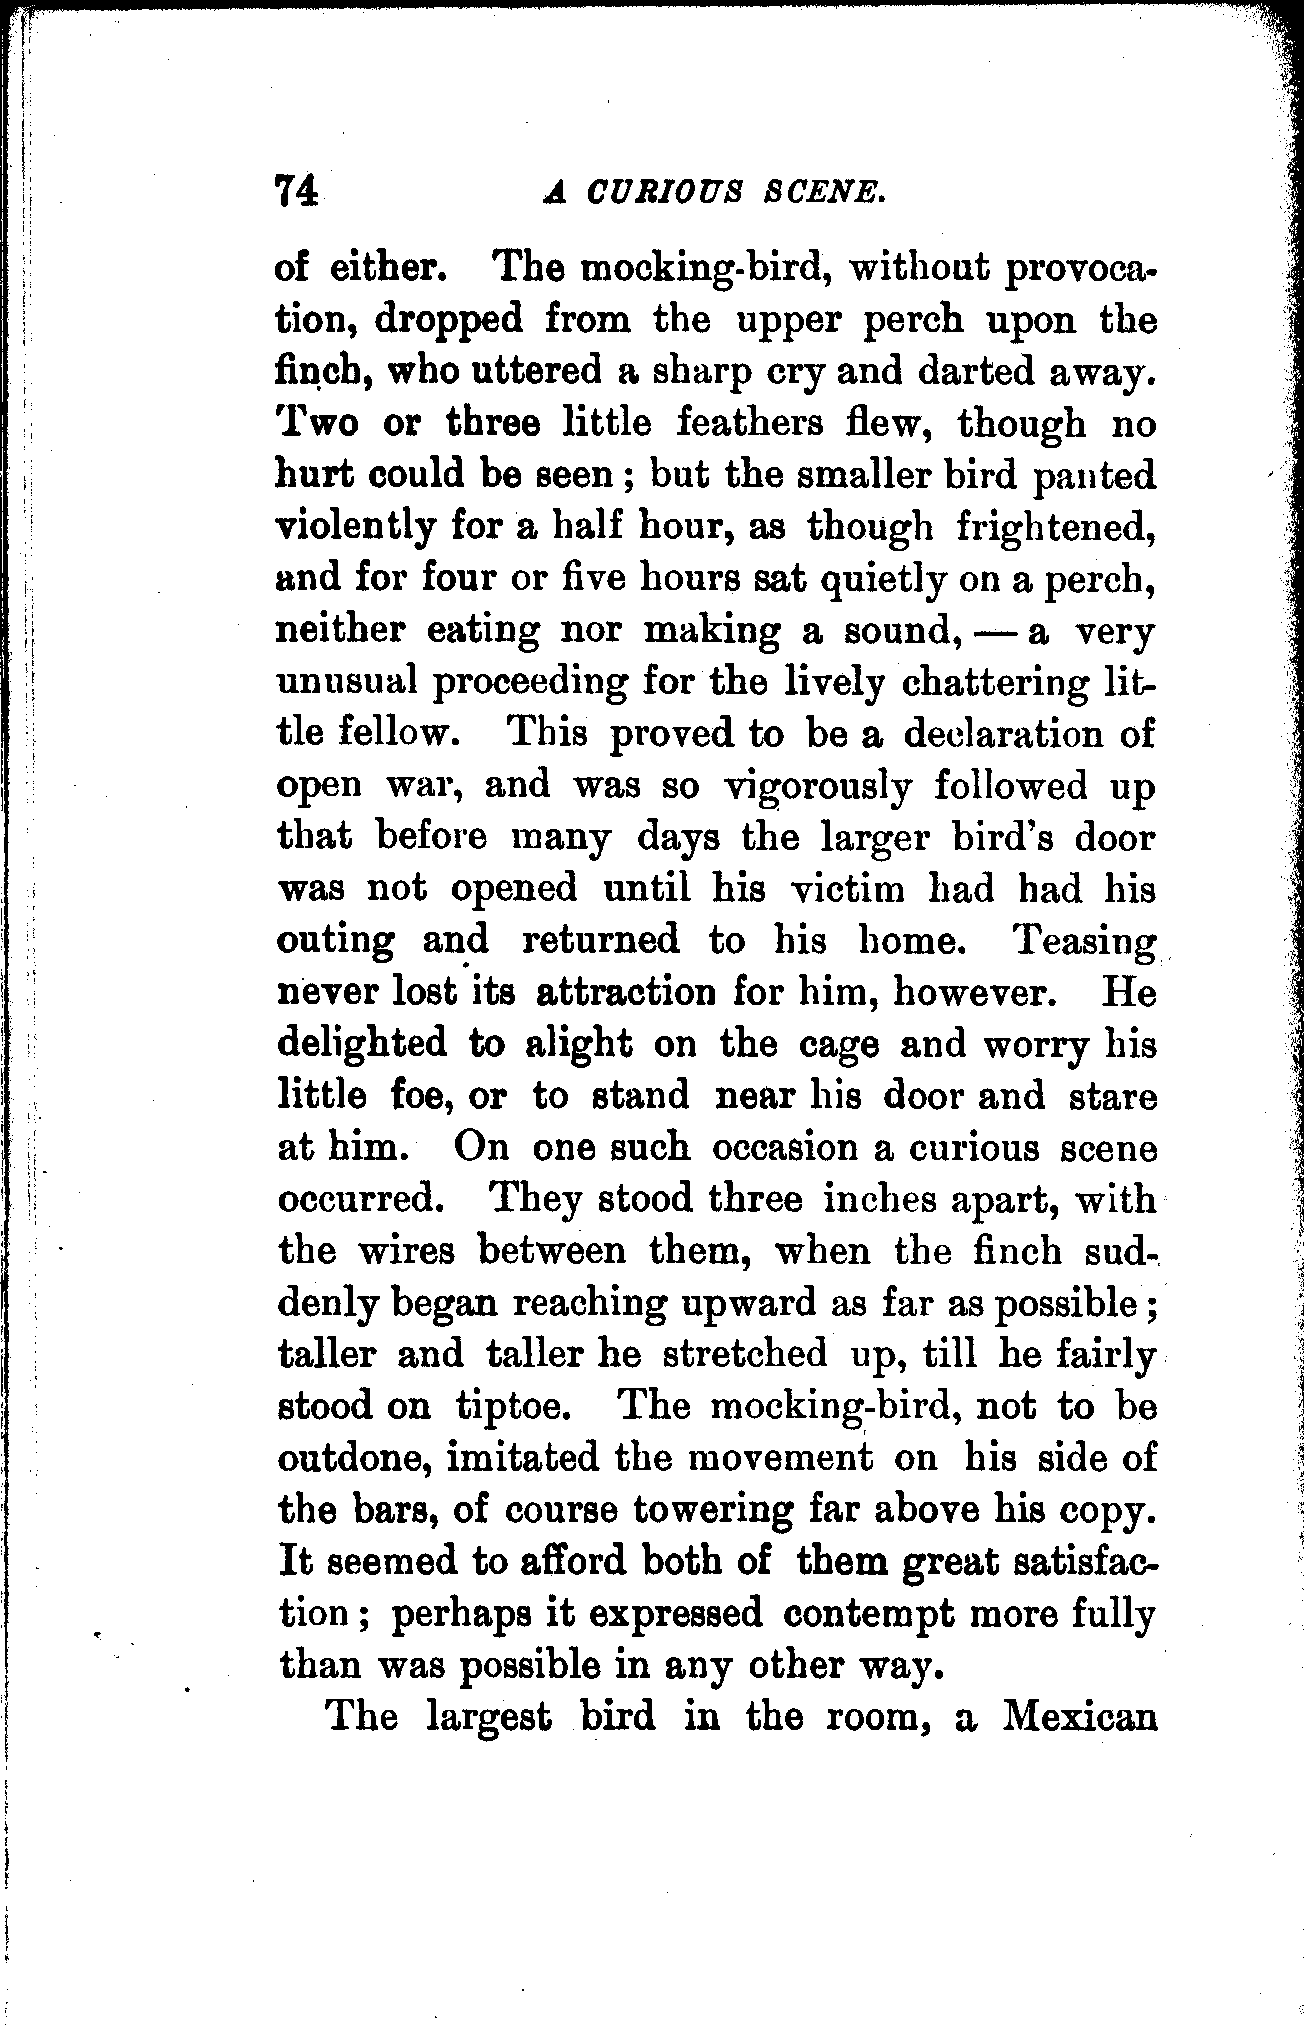 74 A CURIOUS SCENE.
of either. The mocking-bird, without provoca-
tion, dropped from the upper perch upon the
finch, who uttered a sharp cry and darted away.
Two or three little feathers flew, though no
hurt could be seen; but the smaller bird panted
violently for a half hour, as though frightened,
and for four or five hours sat quietly on a perch,
neither eating nor making a sound, — a very
unusual proceeding for the lively chattering lit-
tle fellow. This proved to be a declaration of
open war, and was so vigorously followed up
that before many days the larger bird's door
was not opened until his victim had had his
outing and returned to his home. Teasing
never lost its attraction for him, however. He
delighted to alight on the cage and worry his
little foe, or to stand near his door and stare
at him. On one such occasion a curious scene
occurred. They stood three inches apart, with
the wires between them, when the finch sud-
denly began reaching upward as far as possible;
taller and taller he stretched up, till he fairly
stood on tiptoe. The mocking-bird, not to be
outdone, imitated the movement on his side of
the bars, of course towering far above his copy.
It seemed to afford both of them great satisfac-
tion; perhaps it expressed contempt more fully
than was possible in any other way.
The largest bird in the room, a Mexican